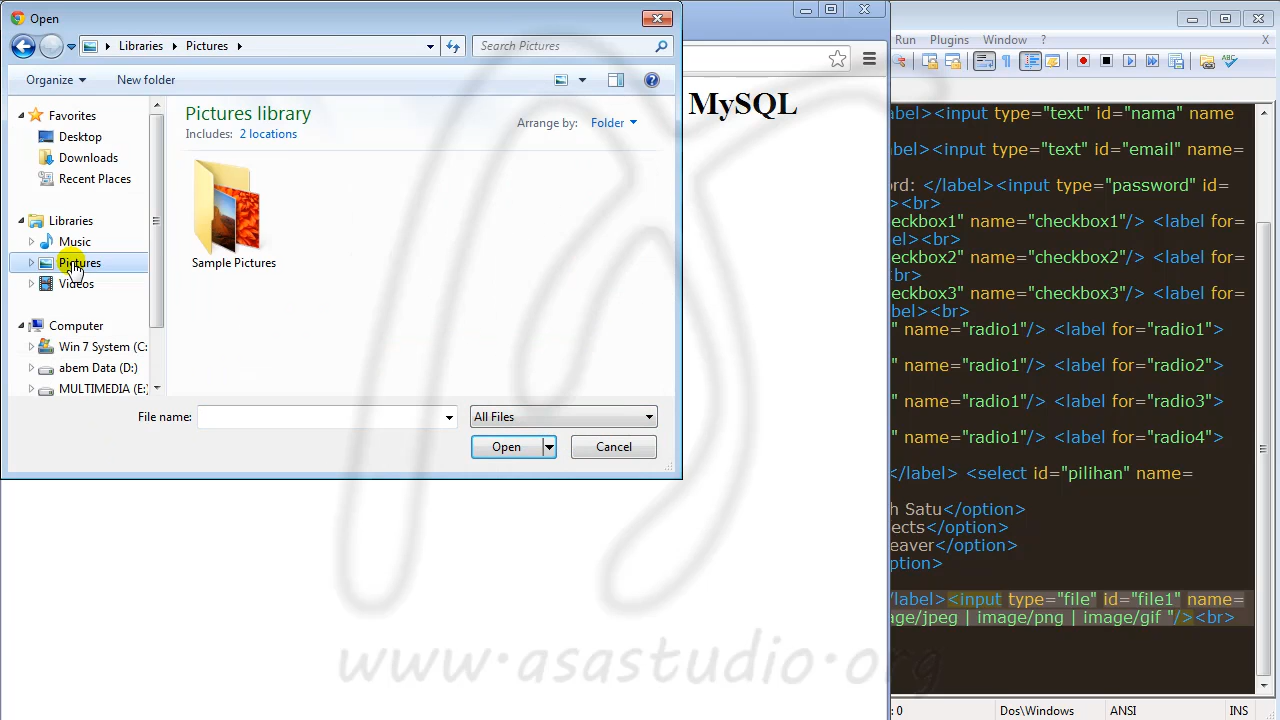 Open
Libraries
Pictures
Search Pictures
Run
Plugins
Window
?
X
Organize
New folder
MySQL
Favorites
Desktop
Downloads
Recent Places
Libraries
Music
Pictures
Videos
Computer
Win 7 System (C:
abem Data (D:)
MULTIMEDIA (E:)
Pictures library
Includes: 2 locations
Arrange by:
Folder
Sample Pictures
File name:
All Files
Open
Cancel
label><input type="text" id="nama" name
abel><input type="text" id="email" name=
ord: </label><input type="password" id=
><br>
eckbox1" name="checkbox1"/> <label for=
bel><br>
eckbox2" name="checkbox2"/> <label for=
<br>
eckbox3" name="checkbox3"/> <label for=
bel><br>
" name="radio1"/> <label for="radio1">
" name="radio1"/> <label for="radio2">
" name="radio1"/> <label for="radio3">
" name="radio1"/> <label for="radio4">
</label> <select id="pilihan" name=
h Satu</option>
ects</option>
eaver</option>
ption>
/label><input type="file" id="file1" name=
age/jpeg | image/png | image/gif "/><br>
www.asastudio.org
: 0
Dos\Windows
ANSI
INS